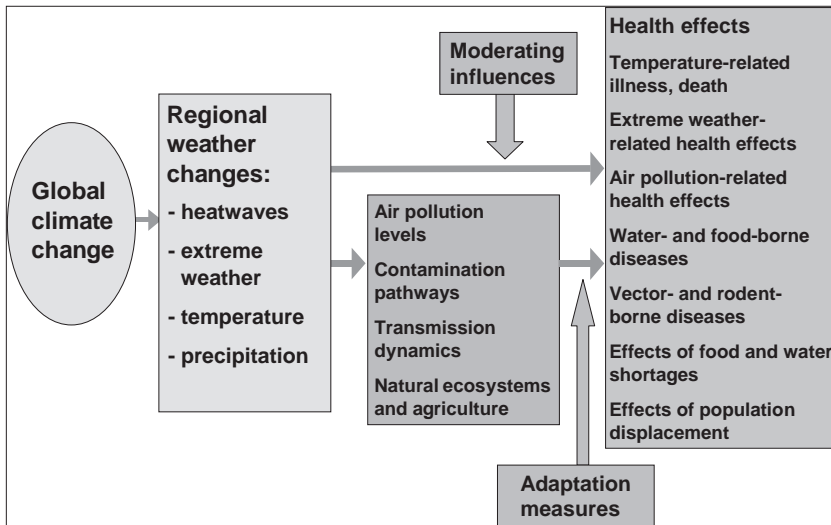 Global
climate
change
Regional
weather
changes:
- heatwaves
- extreme
weather
- temperature
- precipitation
Moderating
influences
Air pollution
levels
Contamination
pathways
Transmission
dynamics
Natural ecosystems
and agriculture
Adaptation
measures
Health effects
Temperature-related
illness, death
Extreme weather-
related health effects
Air pollution-related
health effects
Water- and food-borne
diseases
Vector- and rodent-
borne diseases
Effects of food and water
shortages
Effects of population
displacement